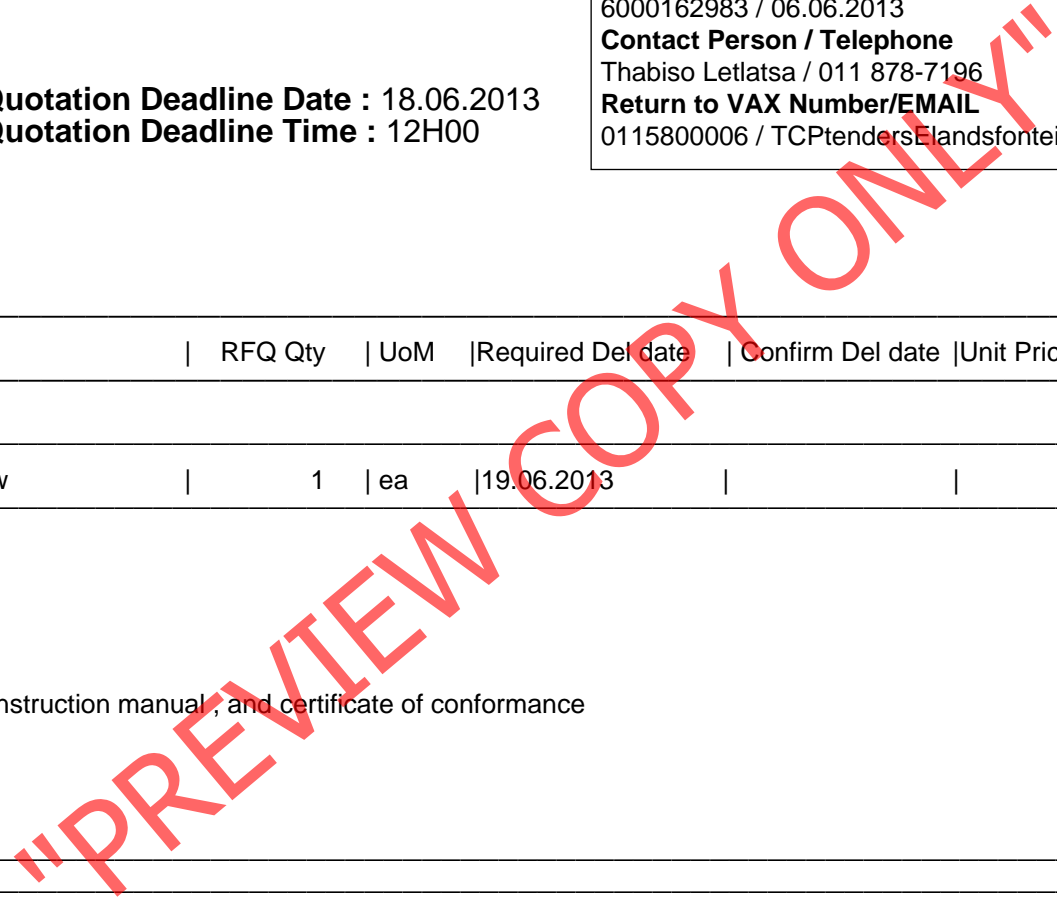 6000162983 / 06.06.2013
Contact Person / Telephone
Thabiso Letlatsa / 011 878-7196
Quotation Deadline Date : 18.06.2013
Return to VAX Number/EMAIL
Quotation Deadline Time : 12H00
0115800006 / TCPtendersElandsfontei
| RFQ Qty | UoM |Required Del date | Confirm Del date |Unit Pric
w | 1 | ea |19.06.2013 | |
nstruction manual , and certificate of conformance
"PREVIEW COPY ONLY"